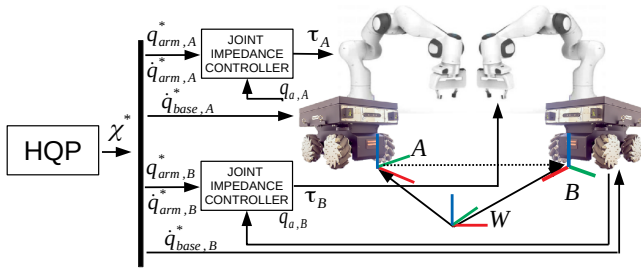 q*arm,A
q̇*arm,A
JOINT
IMPEDANCE
CONTROLLER
τA
qa,A
q̇*base,A
HQP
χ*
q*arm,B
q̇*arm,B
JOINT
IMPEDANCE
CONTROLLER
τB
qa,B
q̇*base,B
A
B
W